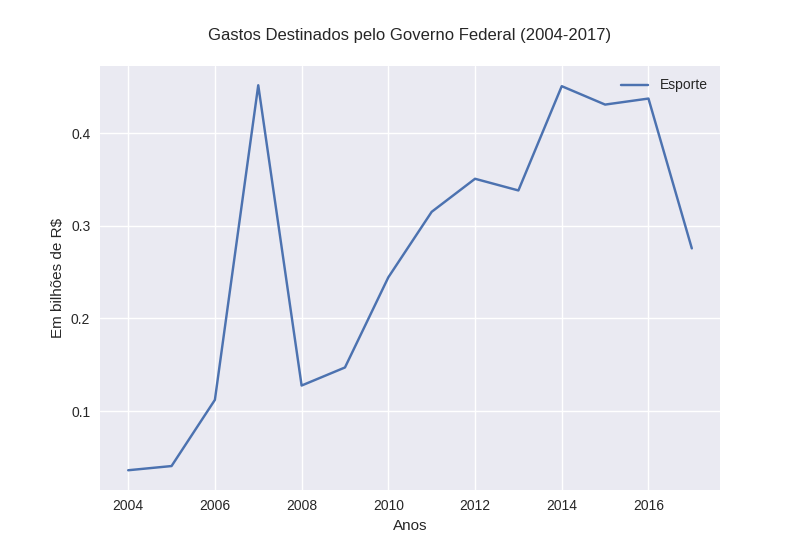 Gastos Destinados pelo Governo Federal (2004-2017)
Esporte
0.4
0.3
0.2
0.1
Em bilhões de R$
2004 2006 2008 2010 2012 2014 2016
Anos